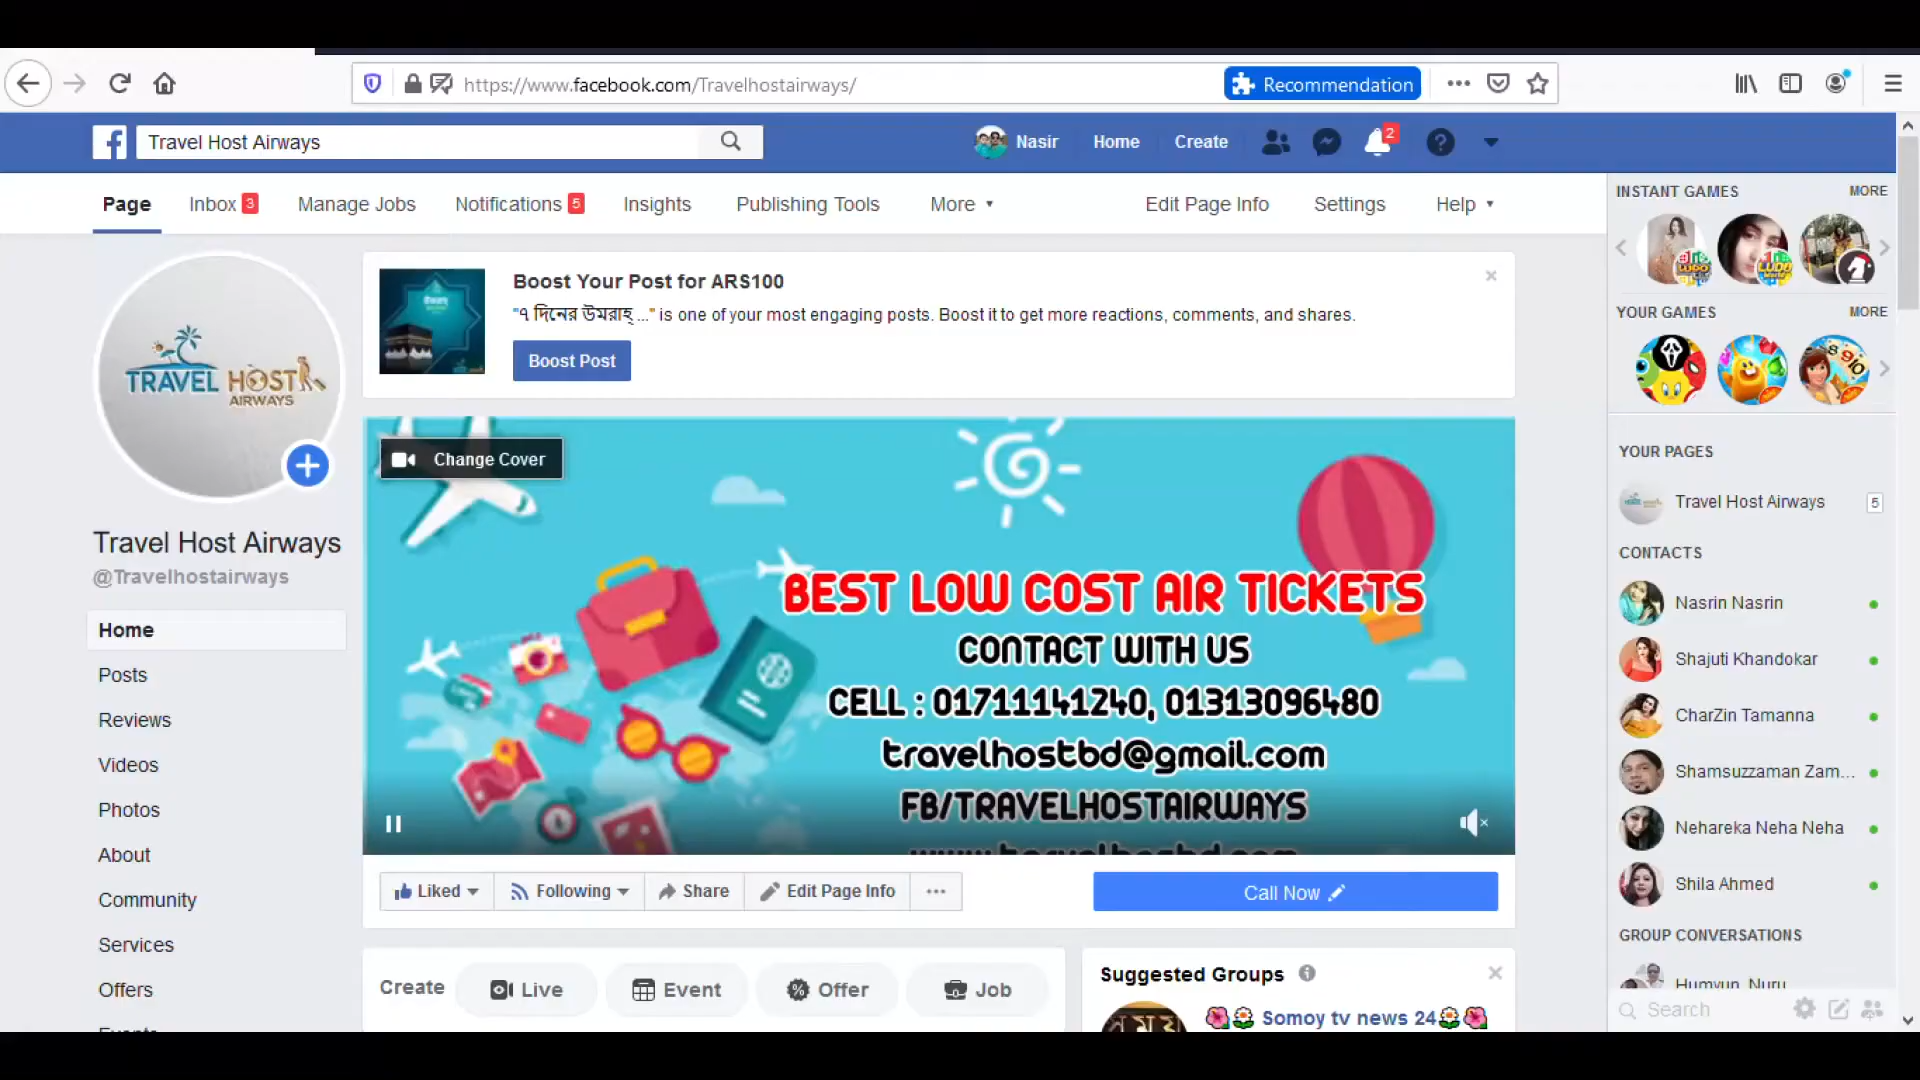 https://www.facebook.com/Travelhostairways/
Recommendation
Travel Host Airways
Nasir
Home
Create
2
Page
Inbox 3
Manage Jobs
Notifications 5
Insights
Publishing Tools
More
Edit Page Info
Settings
Help
TRAVEL HOST
AIRWAYS
Travel Host Airways
@Travelhostairways
Home
Posts
Reviews
Videos
Photos
About
Community
Services
Offers
Boost Your Post for ARS100
"৭ দিনের উমরাহ্ ..." is one of your most engaging posts. Boost it to get more reactions, comments, and shares.
Boost Post
Change Cover
BEST LOW COST AIR TICKETS
CONTACT WITH US
CELL : 01711141240, 01313096480
travelhostbd@gmail.com
FB/TRAVELHOSTAIRWAYS
www.travelhostbd.com
Liked
Following
Share
Edit Page Info
Call Now
Create
Live
Event
Offer
Job
Suggested Groups
Somoy tv news 24
INSTANT GAMES
MORE
YOUR GAMES
MORE
YOUR PAGES
Travel Host Airways 5
CONTACTS
Nasrin Nasrin
Shajuti Khandokar
CharZin Tamanna
Shamsuzzaman Zam...
Nehareka Neha Neha
Shila Ahmed
GROUP CONVERSATIONS
Humyun, Nuru
Search